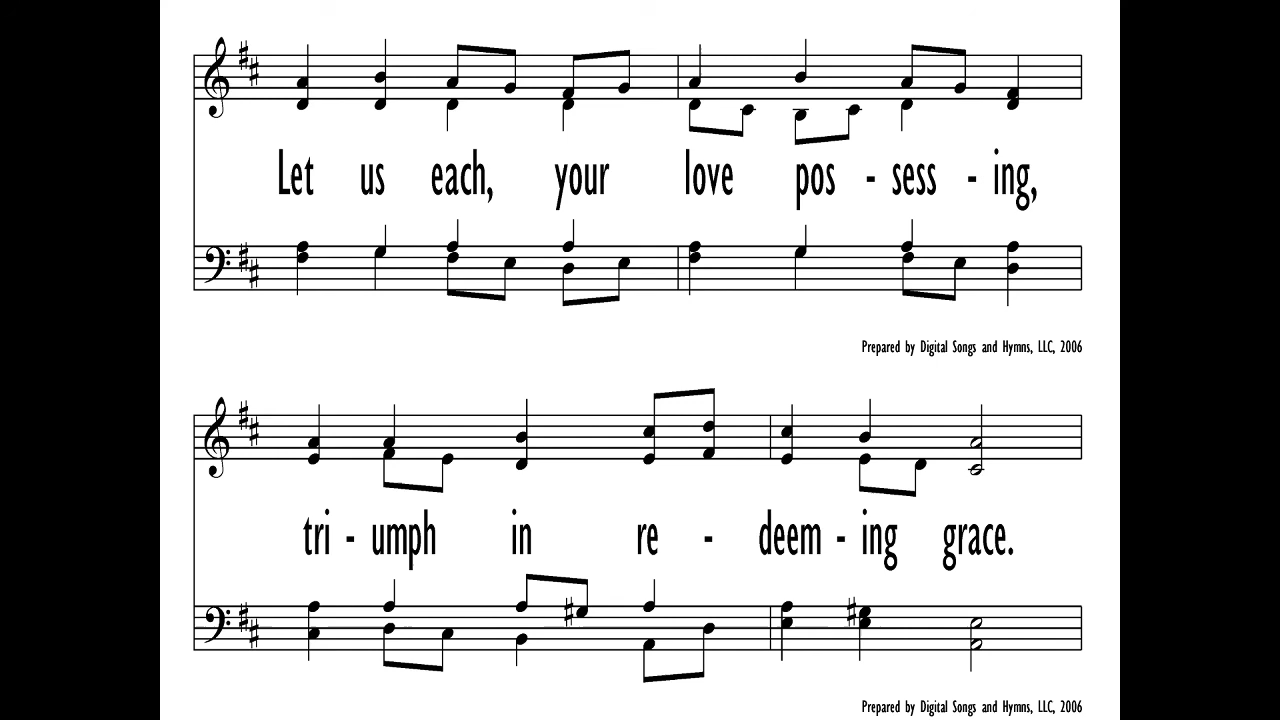 Let us each, your love pos - sess - ing,
Prepared by Digital Songs and Hymns, LLC, 2006
tri - umph in re - deem - ing grace.
Prepared by Digital Songs and Hymns, LLC, 2006